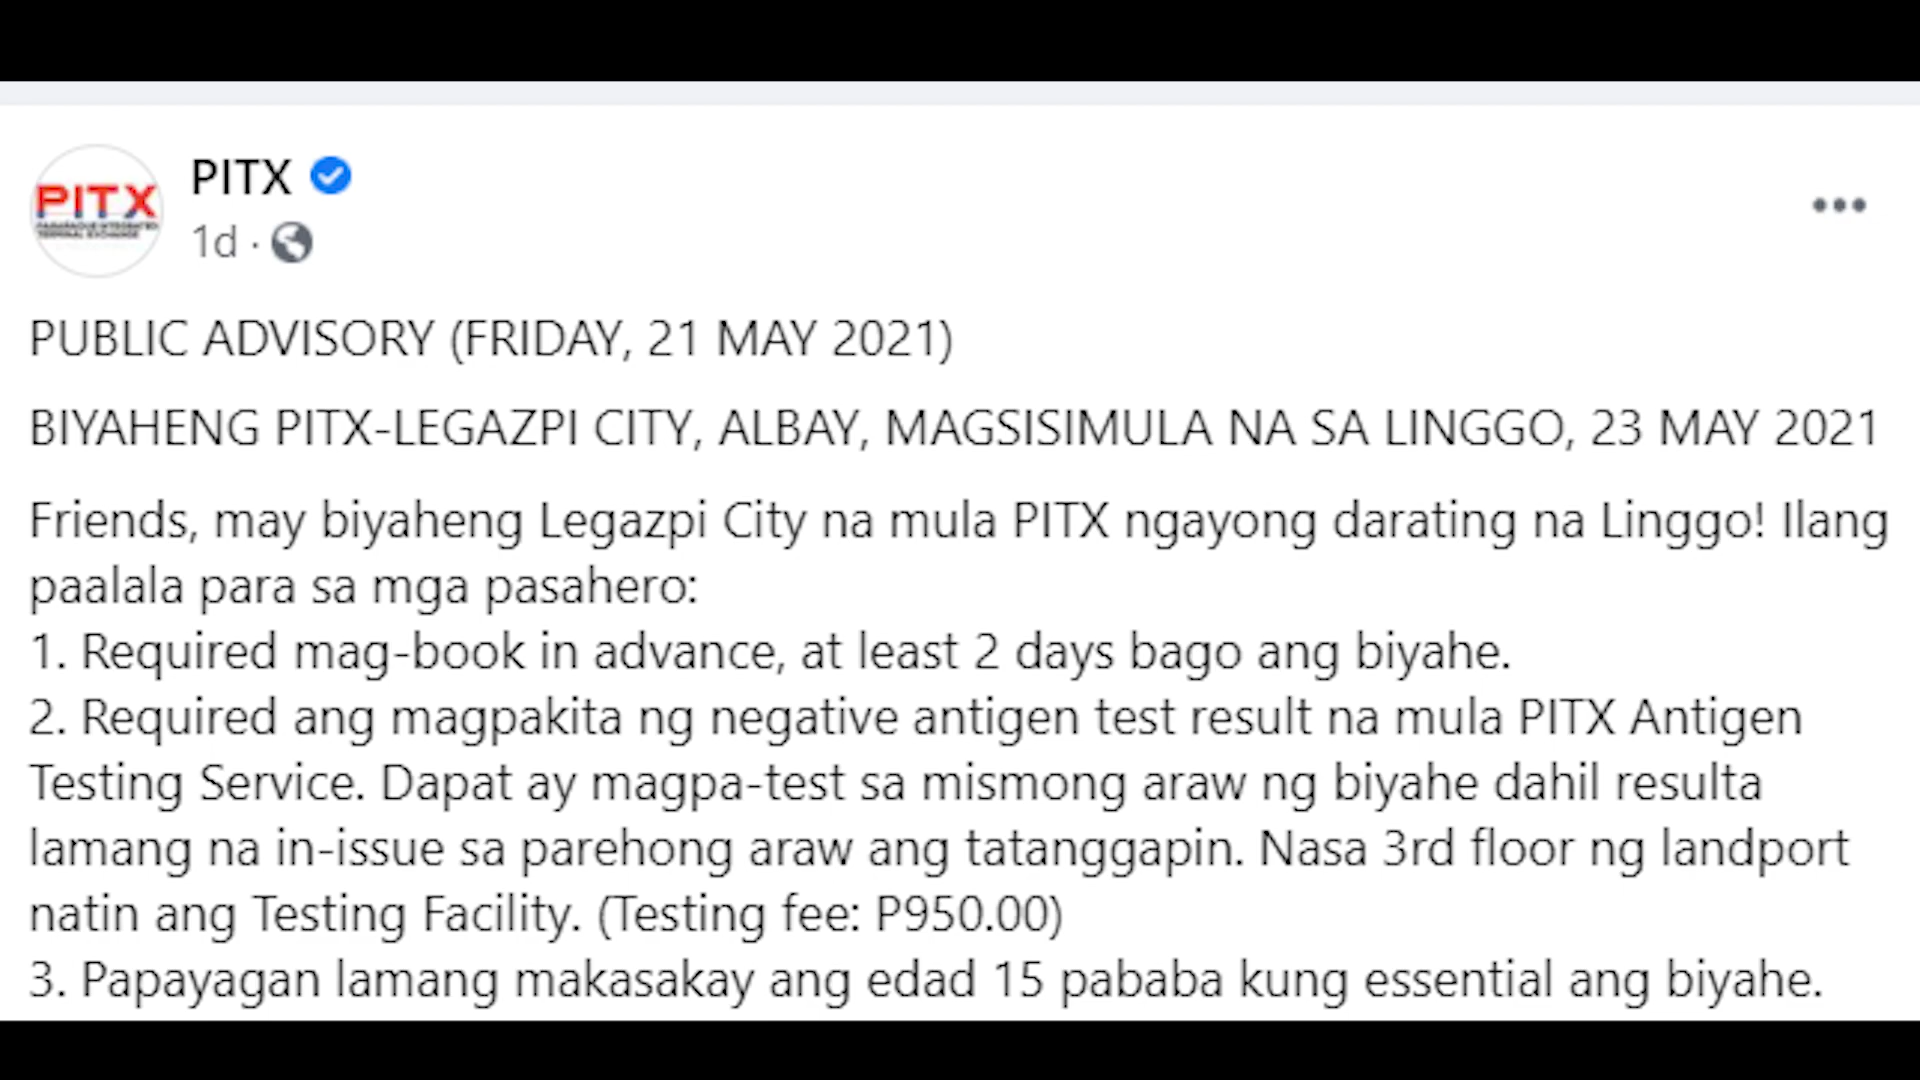 PITX
PARAÑAQUE INTEGRATED
TERMINAL EXCHANGE
PITX
1d ·
PUBLIC ADVISORY (FRIDAY, 21 MAY 2021)
BIYAHENG PITX-LEGAZPI CITY, ALBAY, MAGSISIMULA NA SA LINGGO, 23 MAY 2021
Friends, may biyaheng Legazpi City na mula PITX ngayong darating na Linggo! Ilang
paalala para sa mga pasahero:
1. Required mag-book in advance, at least 2 days bago ang biyahe.
2. Required ang magpakita ng negative antigen test result na mula PITX Antigen
Testing Service. Dapat ay magpa-test sa mismong araw ng biyahe dahil resulta
lamang na in-issue sa parehong araw ang tatanggapin. Nasa 3rd floor ng landport
natin ang Testing Facility. (Testing fee: P950.00)
3. Papayagan lamang makasakay ang edad 15 pababa kung essential ang biyahe.